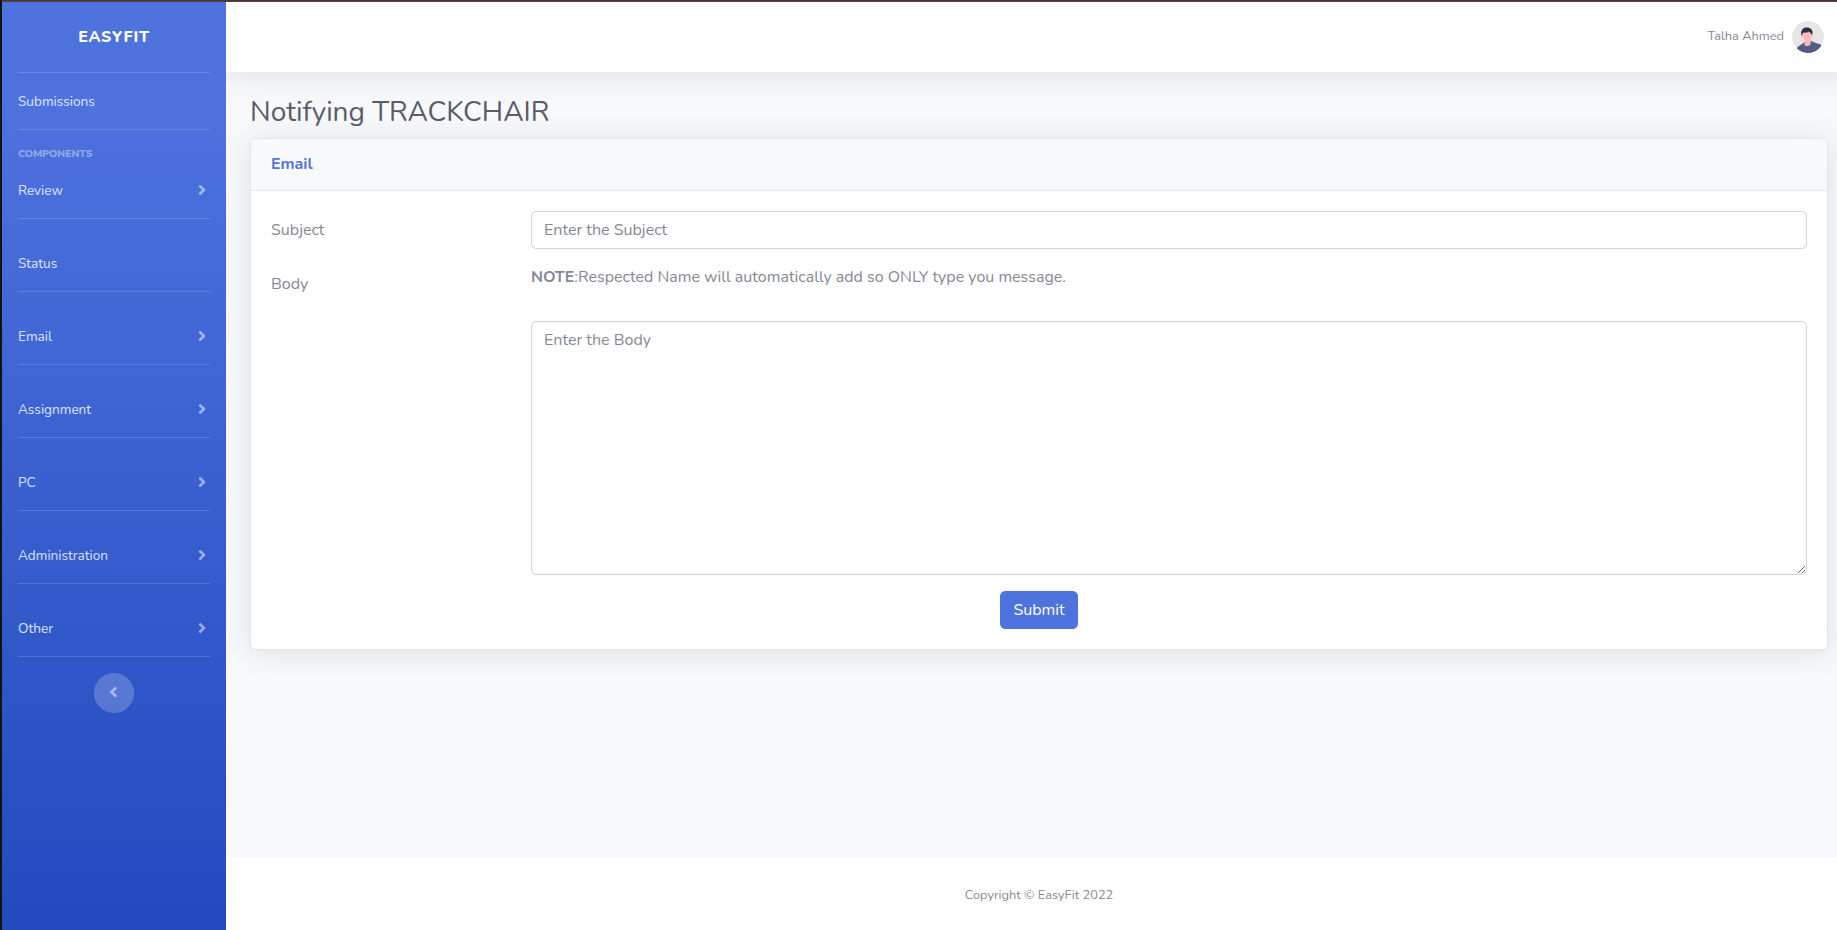 EASYFIT
Talha Ahmed
Submissions
COMPONENTS
Review
Status
Email
Assignment
PC
Administration
Other
Notifying TRACKCHAIR
Email
Subject
Enter the Subject
Body
NOTE:Respected Name will automatically add so ONLY type you message.
Enter the Body
Submit
Copyright © EasyFit 2022